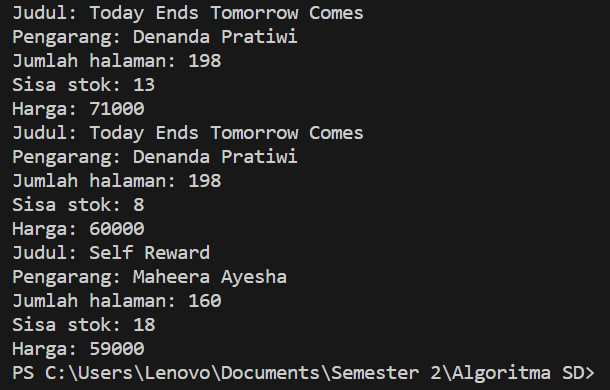 Judul: Today Ends Tomorrow Comes
Pengarang: Denanda Pratiwi
Jumlah halaman: 198
Sisa stok: 13
Harga: 71000
Judul: Today Ends Tomorrow Comes
Pengarang: Denanda Pratiwi
Jumlah halaman: 198
Sisa stok: 8
Harga: 60000
Judul: Self Reward
Pengarang: Maheera Ayesha
Jumlah halaman: 160
Sisa stok: 18
Harga: 59000
PS C:\Users\Lenovo\Documents\Semester 2\Algoritma SD>